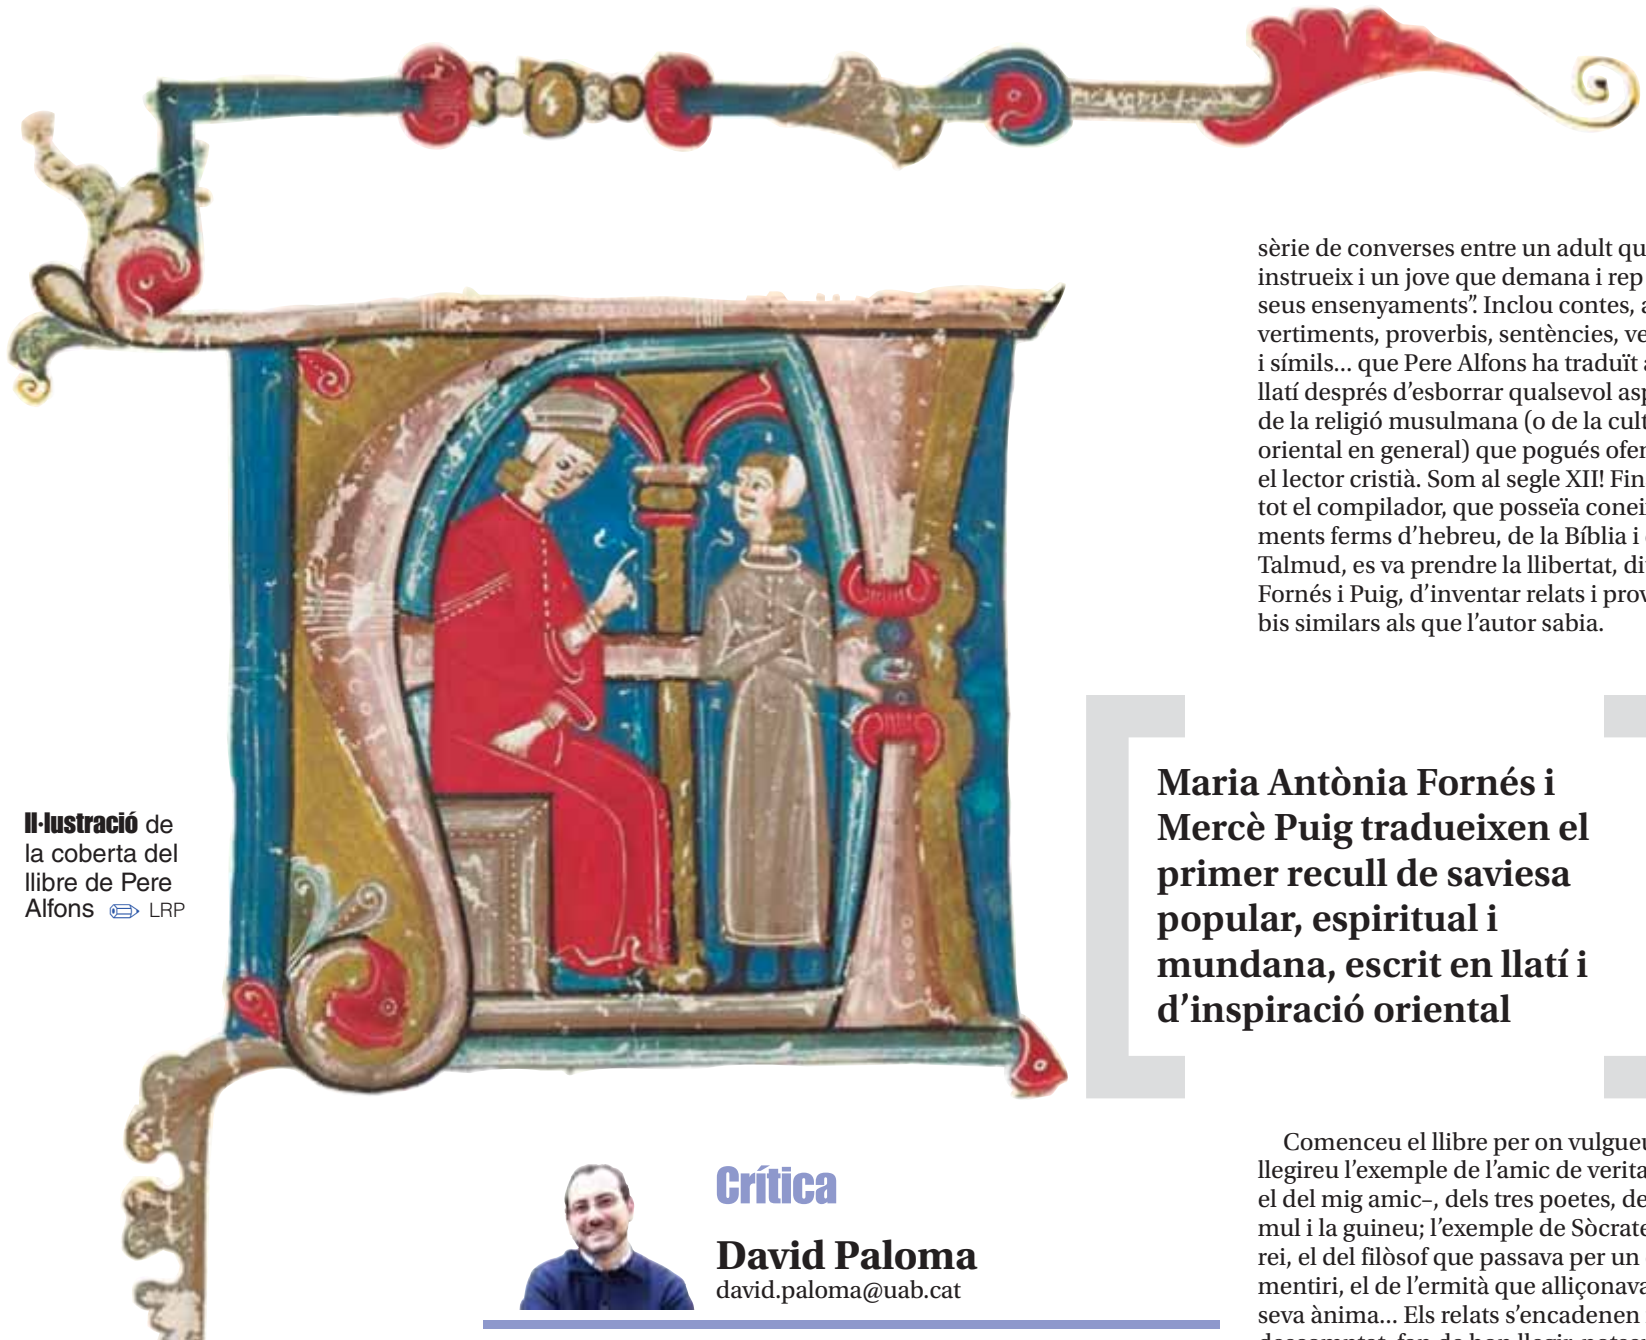 Il·lustració de
la coberta del
llibre de Pere
Alfons LRP
Crítica
David Paloma
david.paloma@uab.cat
sèrie de converses entre un adult qu
instrueix i un jove que demana i rep
seus ensenyaments”. Inclou contes, a
vertiments, proverbis, sentències, ve
i símils... que Pere Alfons ha traduït a
llatí després d’esborrar qualsevol asp
de la religió musulmana (o de la cult
oriental en general) que pogués ofen
el lector cristià. Som al segle XII! Fin
tot el compilador, que posseïa conei
ments ferms d’hebreu, de la Bíblia i
Talmud, es va prendre la llibertat, di
Fornés i Puig, d’inventar relats i prov
bis similars als que l’autor sabia.
Maria Antònia Fornés i
Mercè Puig tradueixen el
primer recull de saviesa
popular, espiritual i
mundana, escrit en llatí i
d’inspiració oriental
Comenceu el llibre per on vulgueu
llegireu l’exemple de l’amic de verita
el del mig amic–, dels tres poetes, de
mul i la guineu; l’exemple de Sòcrate
rei, el del filòsof que passava per un
mentiri, el de l’ermità que alliçonava
seva ànima... Els relats s’encadenen